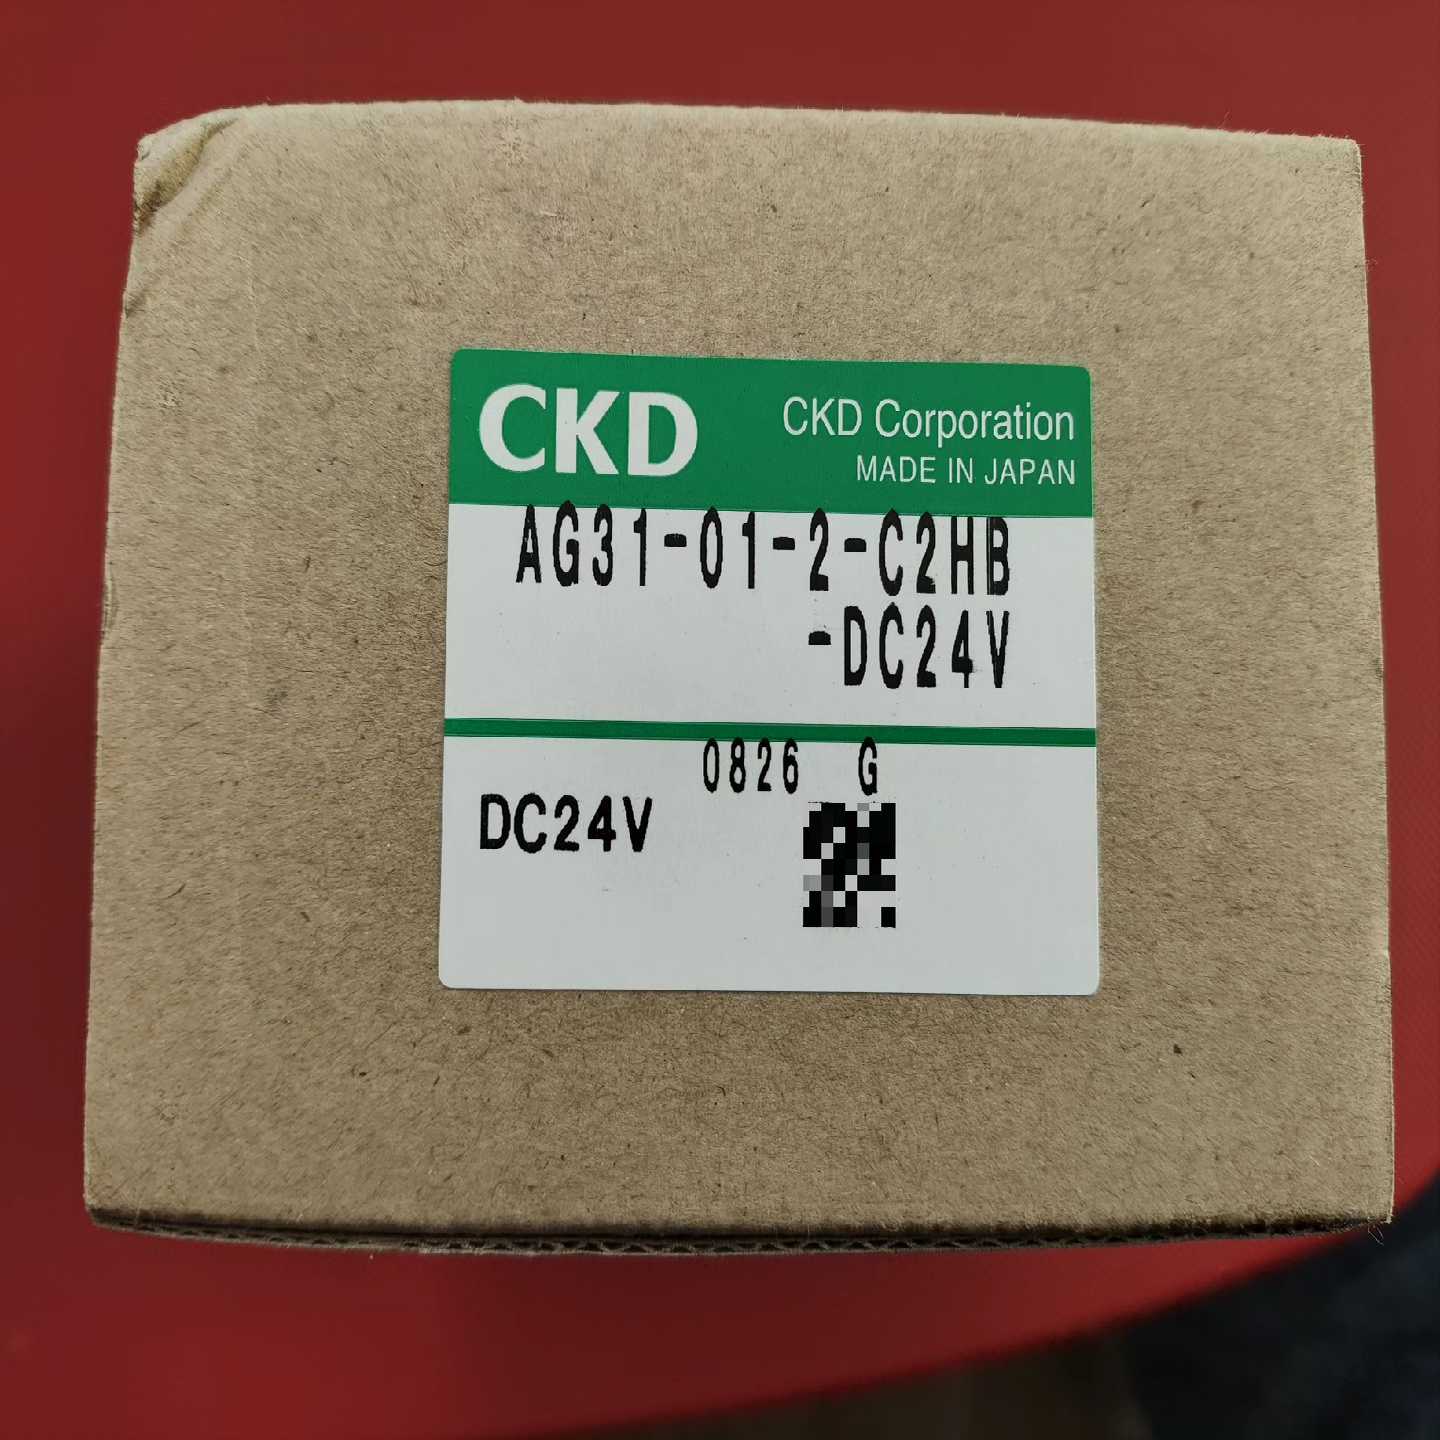 CKD
CKD Corporation
MADE IN JAPAN
AG31-01-2-C2HB
-DC24V
0826 G
DC24V